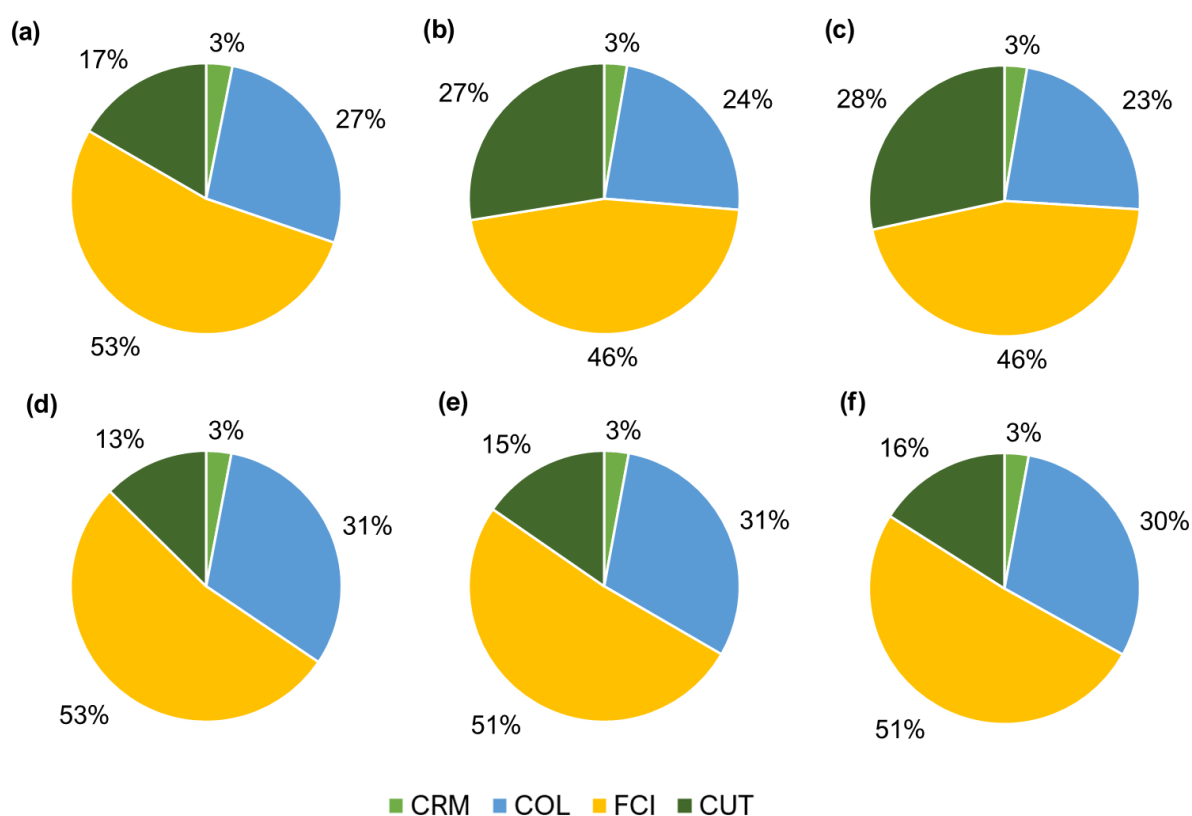 (a) (b) (c)
3% 3% 3%
17% 27% 27% 24% 28% 23%
53% 46% 46%
(d) (e) (f)
3% 3% 3%
13% 31% 15% 31% 16% 30%
53% 51% 51%
CRM COL FCI CUT